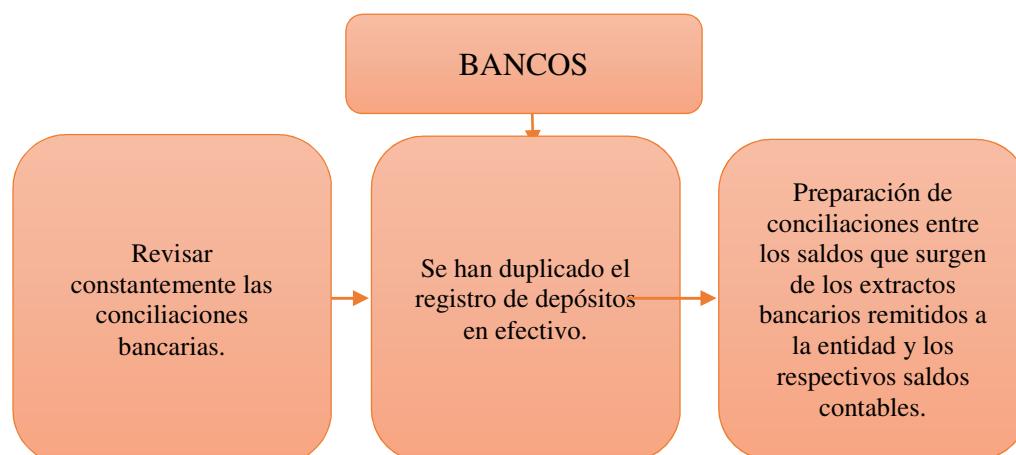 BANCOS
Revisar
constantemente las
conciliaciones
bancarias.
Se han duplicado el
registro de depósitos
en efectivo.
Preparación de
conciliaciones entre
los saldos que surgen
de los extractos
bancarios remitidos a
la entidad y los
respectivos saldos
contables.